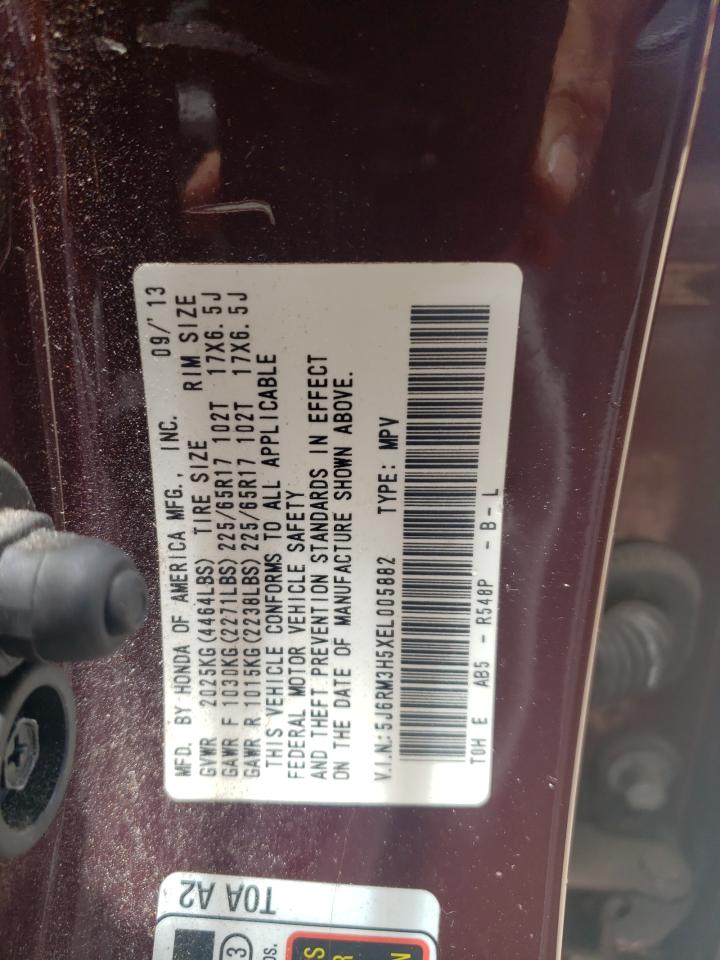 MFD. BY HONDA OF AMERICA MFG., INC. 09/'13
GVWR 2025KG(4464LBS) TIRE SIZE RIM SIZE
GAWR F 1030KG(2271LBS) 225/65R17 102T 17X6.5J
GAWR R 1015KG(2238LBS) 225/65R17 102T 17X6.5J
THIS VEHICLE CONFORMS TO ALL APPLICABLE
FEDERAL MOTOR VEHICLE SAFETY
AND THEFT PREVENTION STANDARDS IN EFFECT
ON THE DATE OF MANUFACTURE SHOWN ABOVE.
V.I.N.:5J6RM3H5XEL005882 TYPE: MPV
TOH E AB5 - R548P - B - L
T0A A2
3